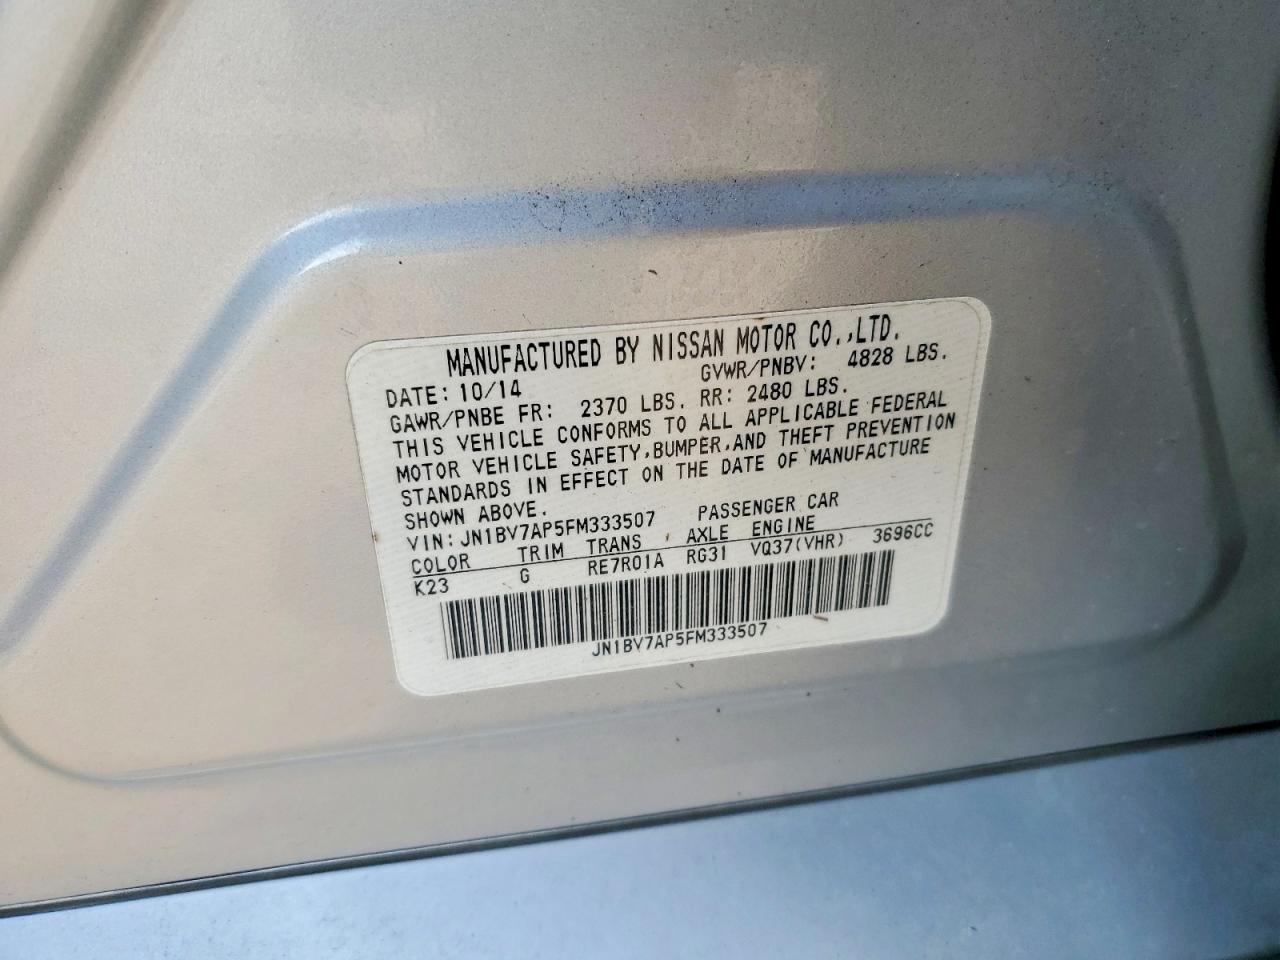 MANUFACTURED BY NISSAN MOTOR CO.,LTD.
DATE: 10/14 GVWR/PNBV: 4828 LBS.
GAWR/PNBE FR: 2370 LBS. RR: 2480 LBS.
THIS VEHICLE CONFORMS TO ALL APPLICABLE FEDERAL
MOTOR VEHICLE SAFETY,BUMPER,AND THEFT PREVENTION
STANDARDS IN EFFECT ON THE DATE OF MANUFACTURE
SHOWN ABOVE.
VIN: JN1BV7AP5FM333507 PASSENGER CAR
COLOR TRIM TRANS AXLE ENGINE
K23 G RE7R01A RG31 VQ37(VHR) 3696CC
JN1BV7AP5FM333507